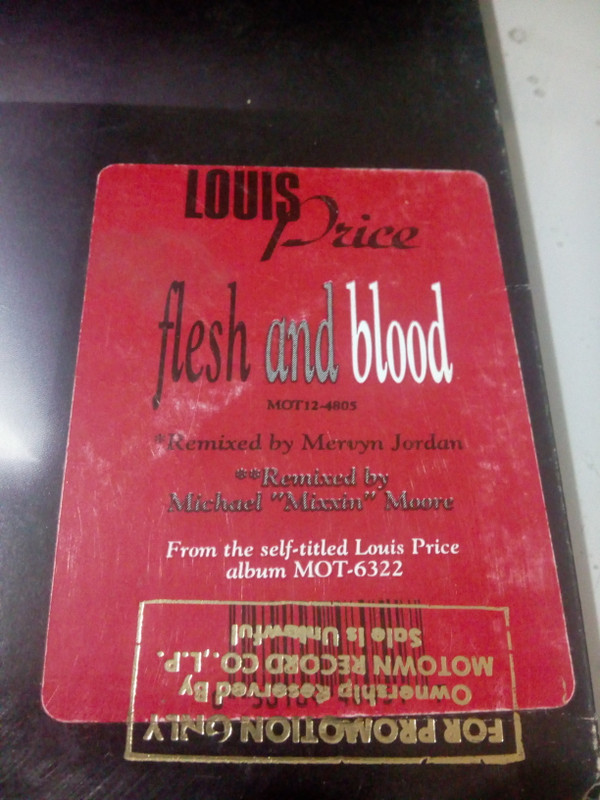 LOUIS
Price
flesh and blood
MOT12-4805
*Remixed by Mervyn Jordan
**Remixed by
Michael "Mixxin" Moore
From the self-titled Louis Price
album MOT-6322
FOR PROMOTION ONLY
Ownership Reserved By
MOTOWN RECORD CO., L.P.
Sale Is Unlawful